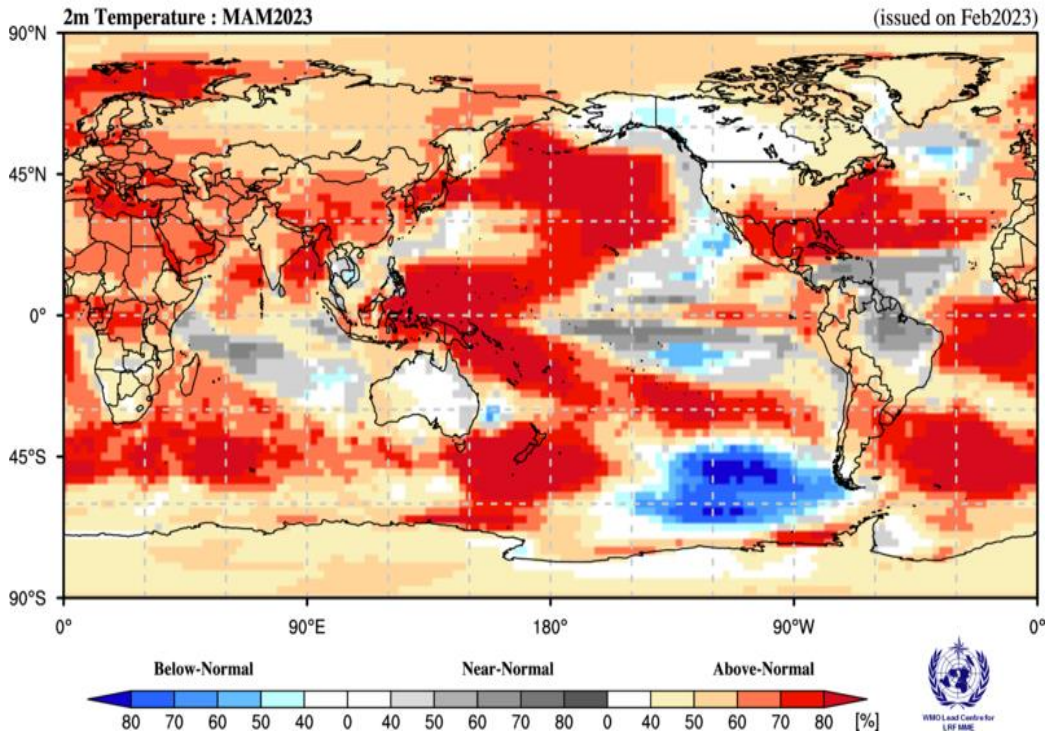 2m Temperature : MAM2023 (issued on Feb2023)
90°N
45°N
0°
45°S
90°S
0° 90°E 180° 90°W 0°
Below-Normal Near-Normal Above-Normal
80 70 60 50 40 0 40 50 60 70 80 0 40 50 60 70 80 [%]
WMO Lead Centre for
LRF MME